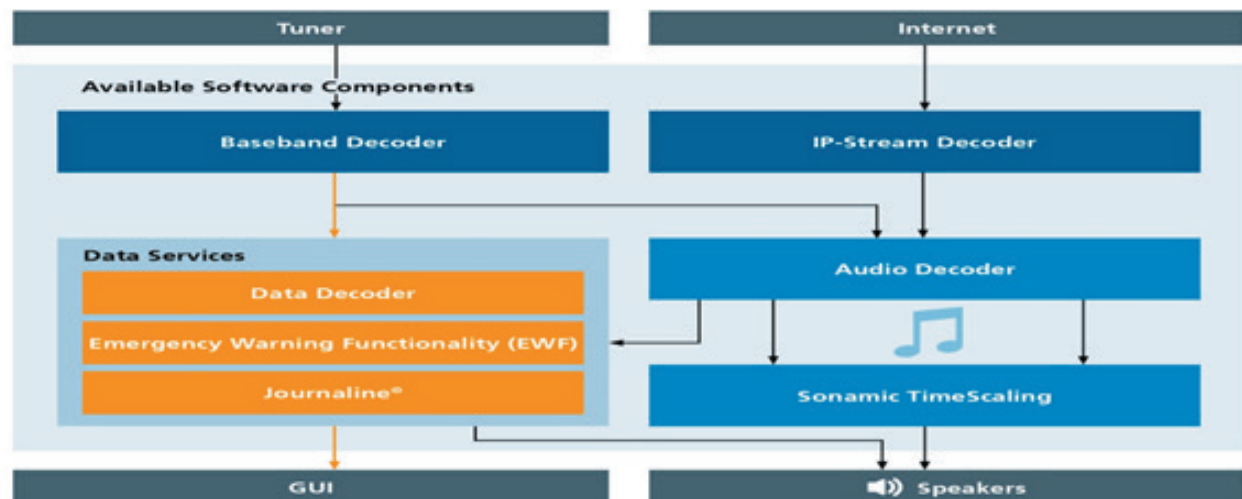 Tuner
Internet
Available Software Components
Baseband Decoder
IP-Stream Decoder
Data Services
Audio Decoder
Data Decoder
Emergency Warning Functionality (EWF)
Journaline®
Sonamic TimeScaling
GUI
Speakers